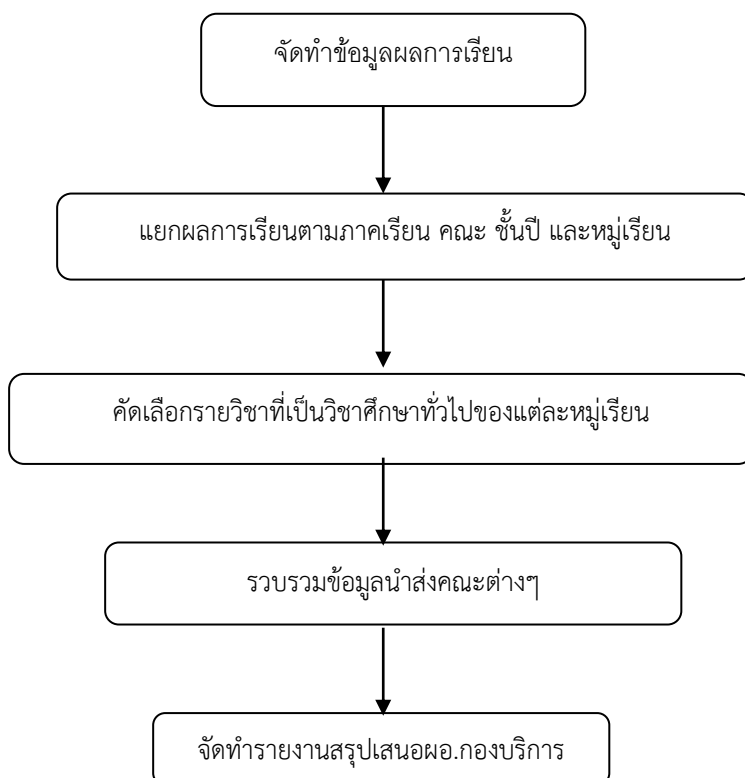 จัดทำข้อมูลผลการเรียน
แยกผลการเรียนตามภาคเรียน คณะ ชั้นปี และหมู่เรียน
คัดเลือกรายวิชาที่เป็นวิชาศึกษาทั่วไปของแต่ละหมู่เรียน
รวบรวมข้อมูลนำส่งคณะต่างๆ
จัดทำรายงานสรุปเสนอผอ.กองบริการ